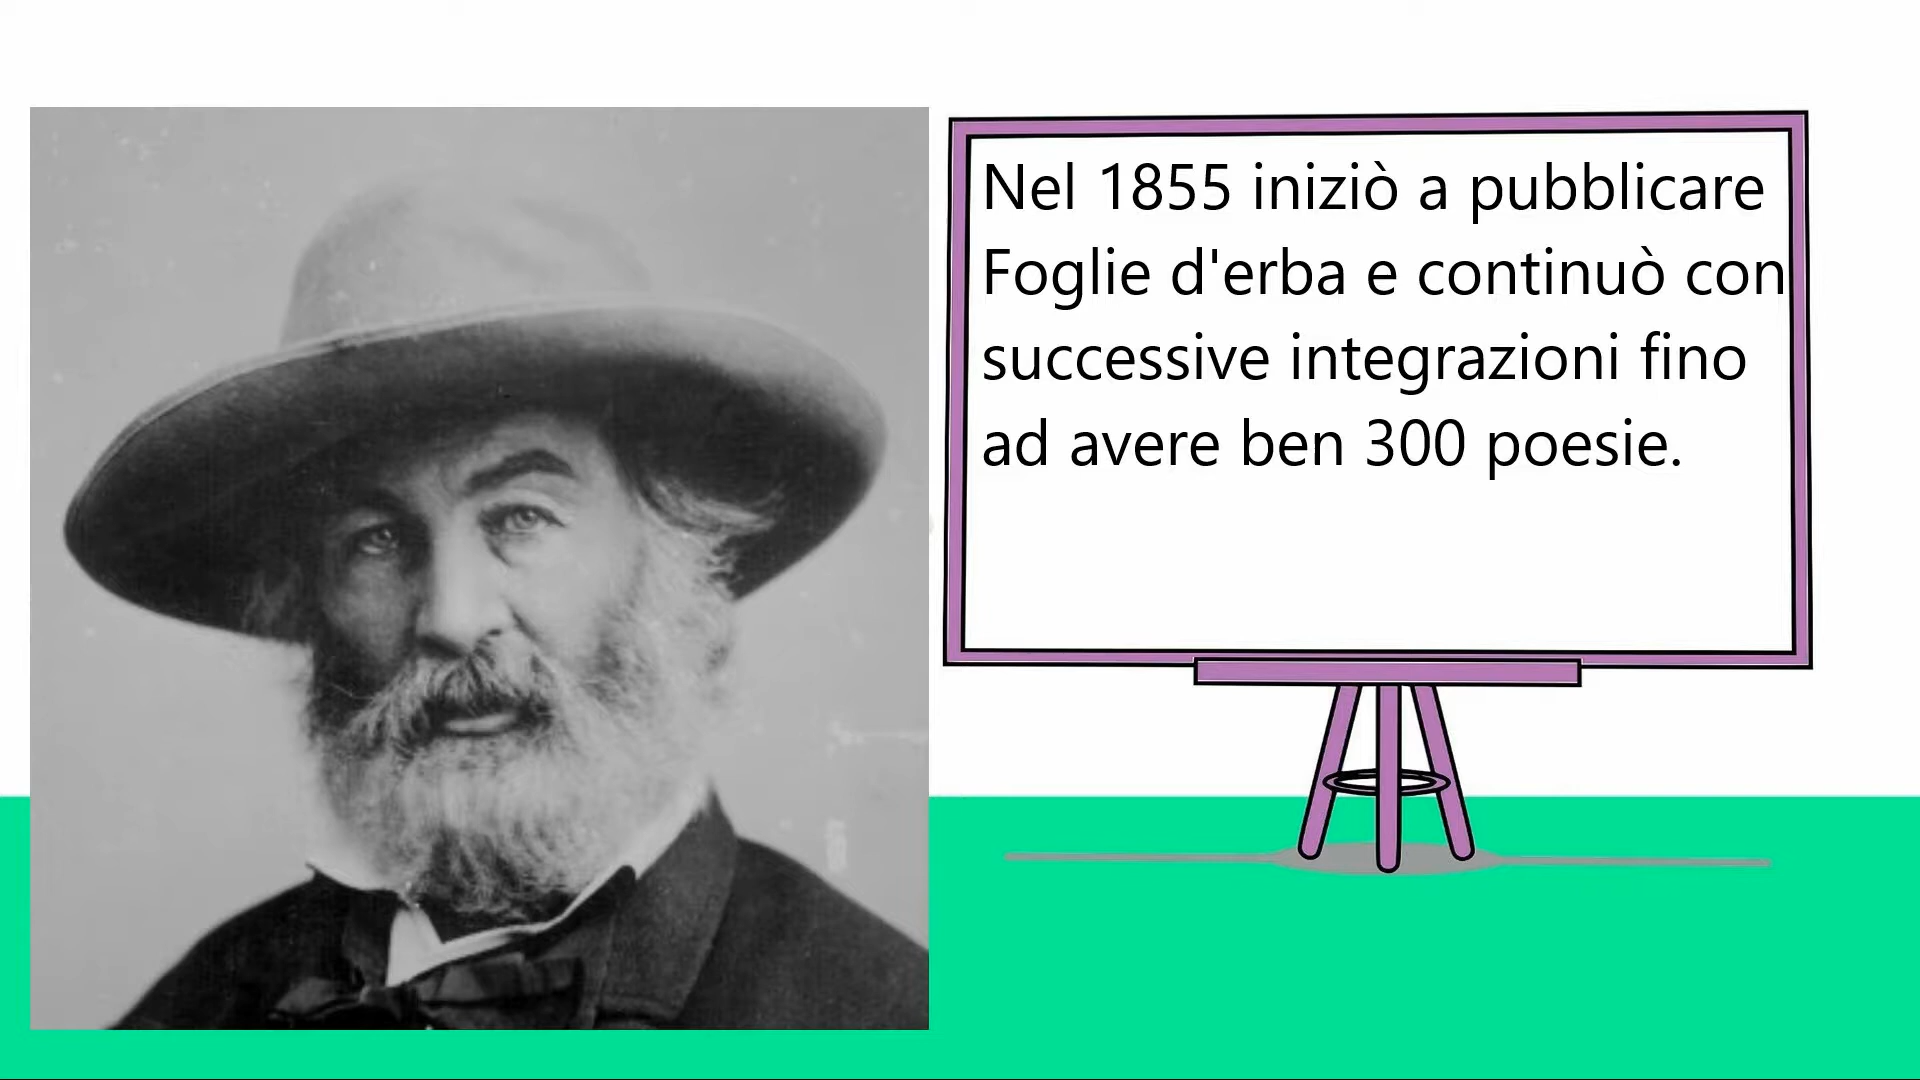 Nel 1855 iniziò a pubblicare
Foglie d'erba e continuò con
successive integrazioni fino
ad avere ben 300 poesie.